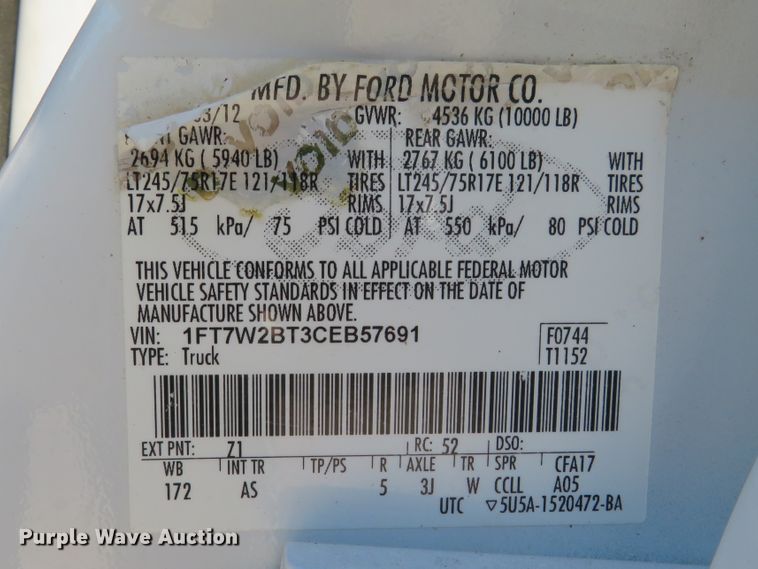 MFD. BY FORD MOTOR CO.
03/12 GVWR: 4536 KG (10000 LB)
GAWR: REAR GAWR:
2694 KG ( 5940 LB) WITH 2767 KG ( 6100 LB) WITH
LT245/75R17E 121/118R TIRES LT245/75R17E 121/118R TIRES
17x7.5J RIMS 17x7.5J RIMS
AT 515 kPa/ 75 PSI COLD AT 550 kPa/ 80 PSI COLD
THIS VEHICLE CONFORMS TO ALL APPLICABLE FEDERAL MOTOR
VEHICLE SAFETY STANDARDS IN EFFECT ON THE DATE OF
MANUFACTURE SHOWN ABOVE.
VIN: 1FT7W2BT3CEB57691 F0744
TYPE: Truck T1152
EXT PNT: Z1 RC: 52 DSO:
WB INT TR TP/PS R AXLE TR SPR CFA17
172 AS 5 3J W CCLL A05
UTC ▽5U5A-1520472-BA
VOID
VOID
Purple Wave Auction